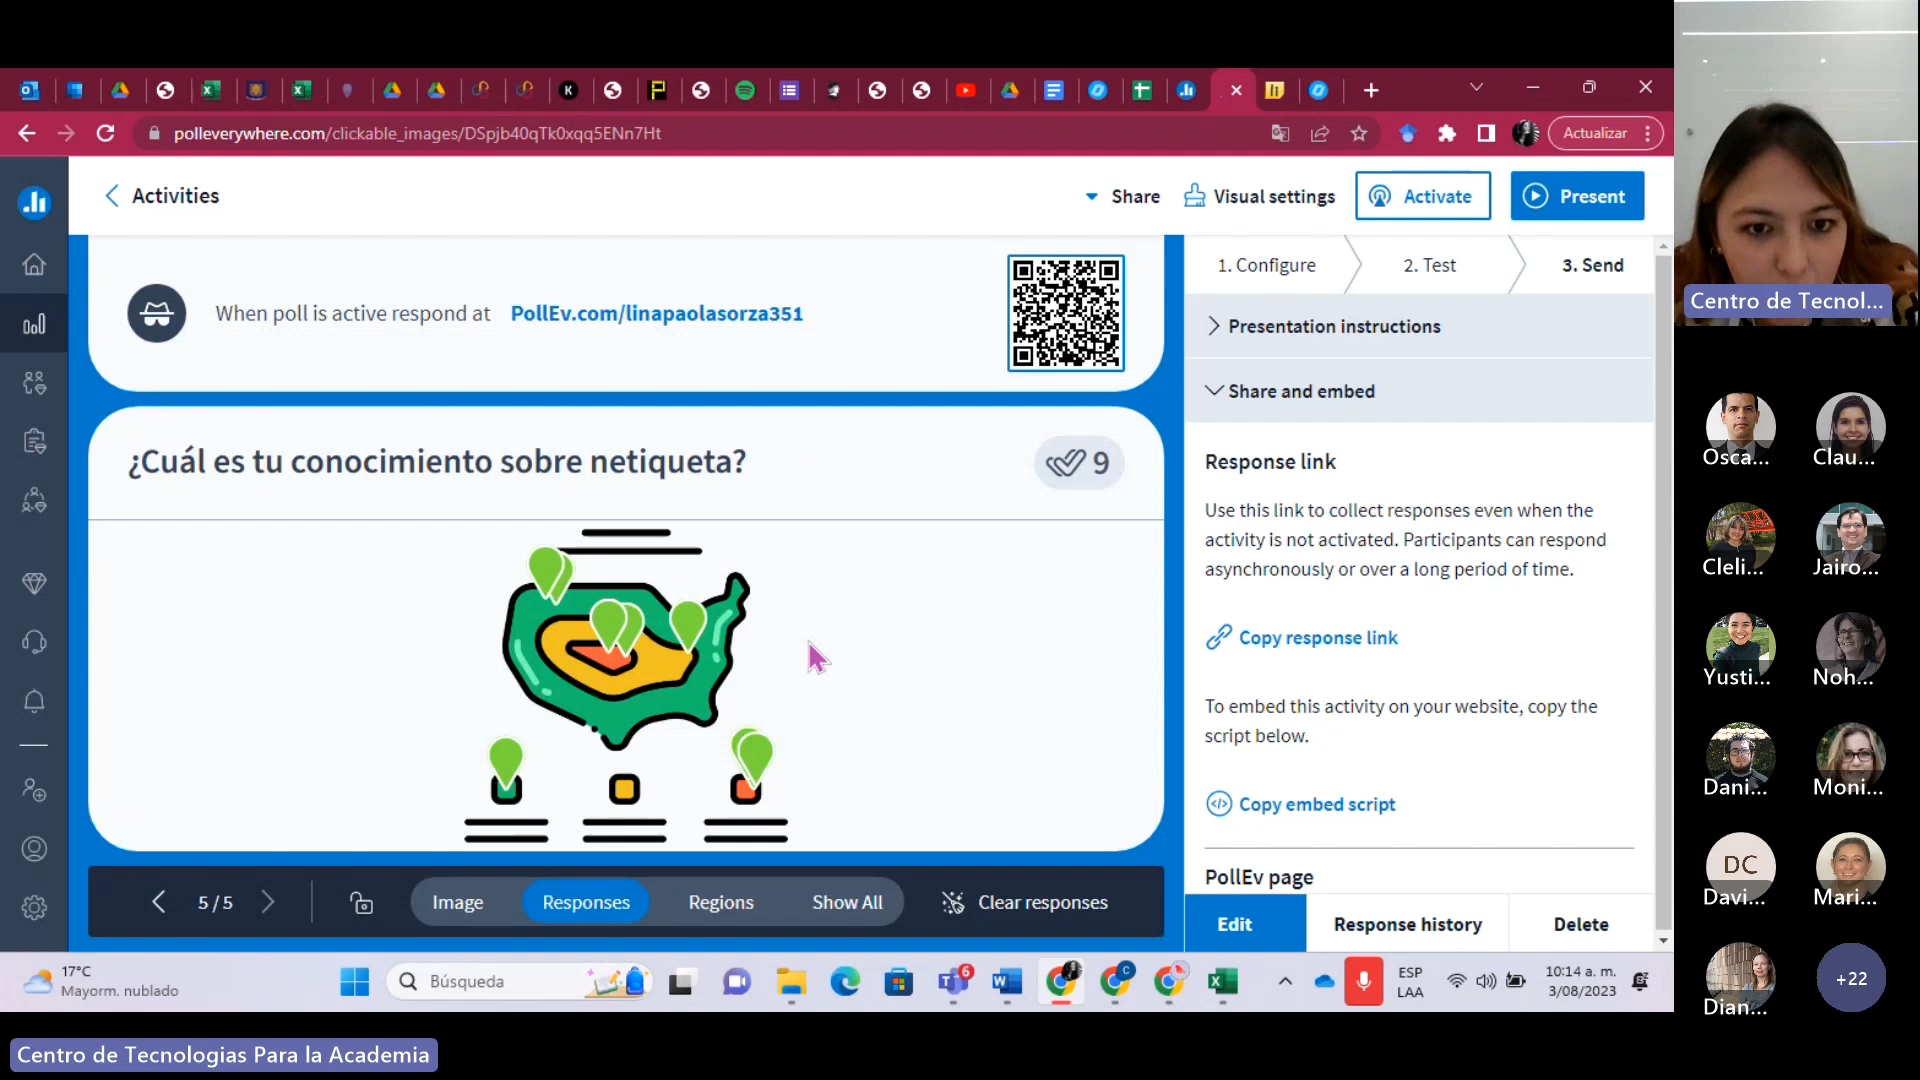 polleverywhere.com/clickable_images/DSpjb40qTk0xqq5ENn7Ht
Actualizar
Activities
Share
Visual settings
Activate
Present
When poll is active respond at PollEv.com/linapaolasorza351
1. Configure
2. Test
3. Send
Presentation instructions
Share and embed
¿Cuál es tu conocimiento sobre netiqueta?
9
Response link
Use this link to collect responses even when the
activity is not activated. Participants can respond
asynchronously or over a long period of time.
Copy response link
To embed this activity on your website, copy the
script below.
Copy embed script
PollEv page
5 / 5
Image
Responses
Regions
Show All
Clear responses
Edit
Response history
Delete
17°C
Mayorm. nublado
Búsqueda
6
C
ESP
LAA
10:14 a. m.
3/08/2023
Centro de Tecnol...
Osca...
Clau...
Cleli...
Jairo...
Yusti...
Noh...
Dani...
Moni...
DC
Davi...
Mari...
Dian...
+22
Centro de Tecnologias Para la Academia